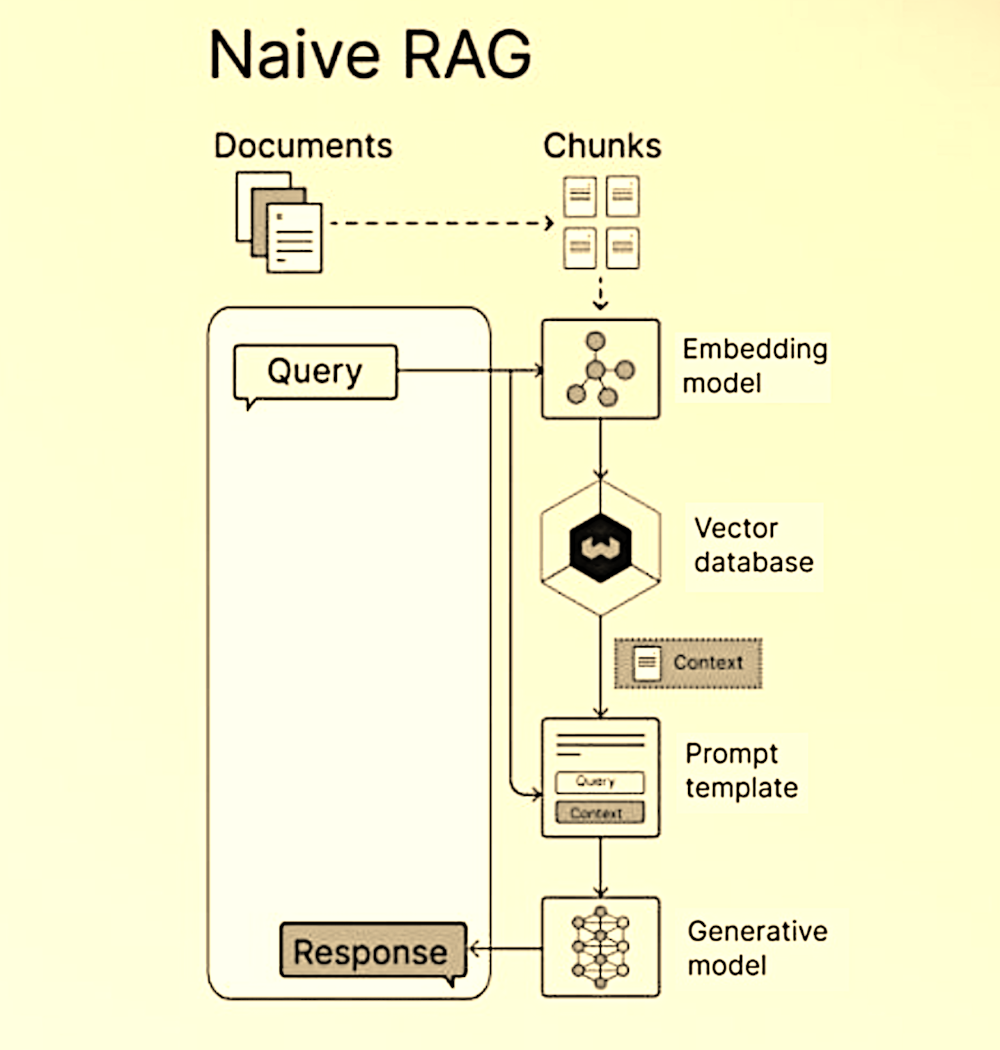 Naive RAG
Documents
Chunks
Query
Embedding
model
Vector
database
Context
Prompt
template
Query
Context
Generative
model
Response